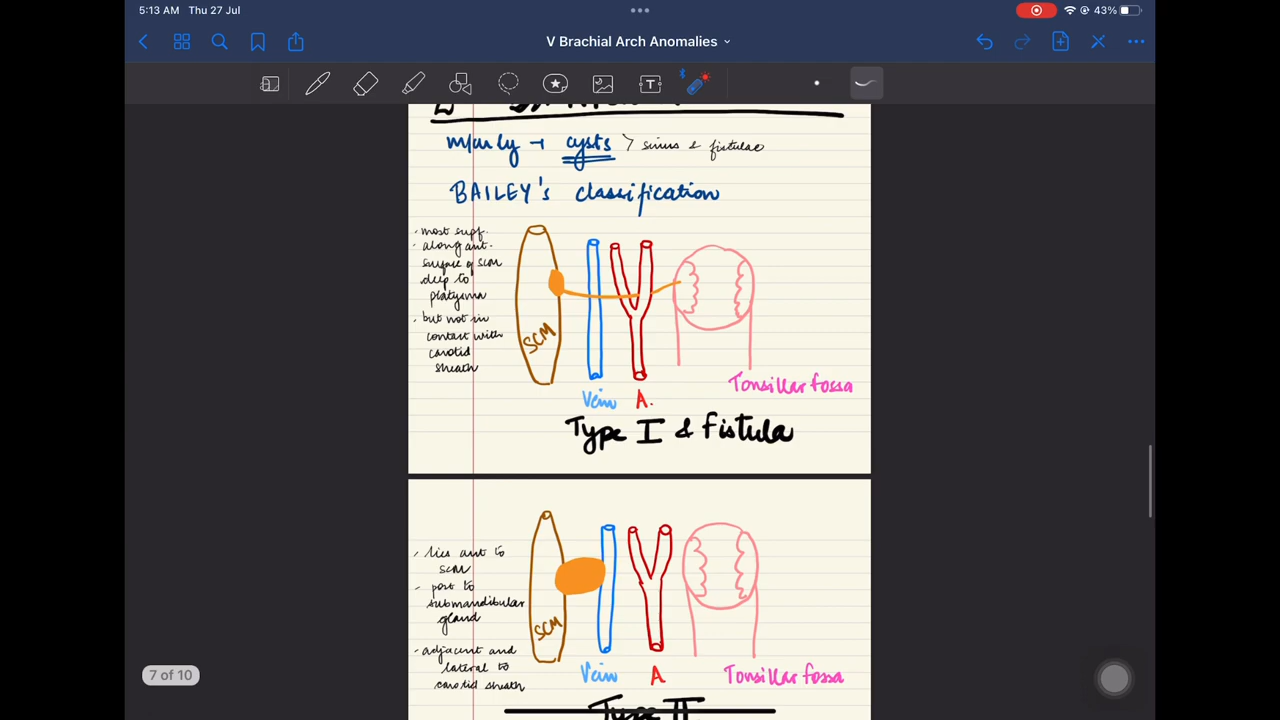 5:13 AM Thu 27 Jul
43%
V Brachial Arch Anomalies
T
m/only → cysts > sinus & fistulae
BAILEY's classification
· most supf.
· along ant.
surface of SCM
deep to
platysma
· but not in
contact with
carotid
sheath
SCM
Vein A.
Tonsillar fossa
Type I & fistula
· lies ant to
SCM
· post to
submandibular
gland
· adjacent and
lateral to
carotid sheath
SCM
Vein A
Tonsillar fossa
Type II
7 of 10